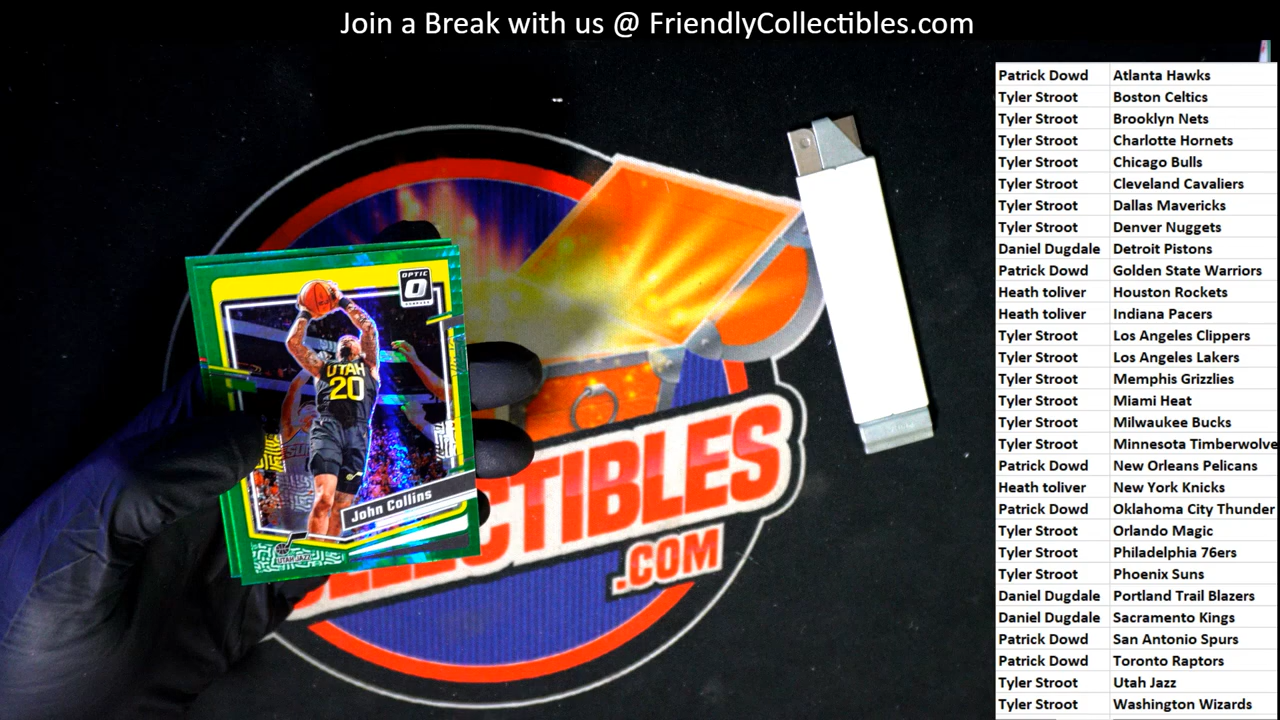 Join a Break with us @ FriendlyCollectibles.com
Patrick Dowd Atlanta Hawks
Tyler Stroot Boston Celtics
Tyler Stroot Brooklyn Nets
Tyler Stroot Charlotte Hornets
Tyler Stroot Chicago Bulls
Tyler Stroot Cleveland Cavaliers
Tyler Stroot Dallas Mavericks
Tyler Stroot Denver Nuggets
Daniel Dugdale Detroit Pistons
Patrick Dowd Golden State Warriors
Heath toliver Houston Rockets
Heath toliver Indiana Pacers
Tyler Stroot Los Angeles Clippers
Tyler Stroot Los Angeles Lakers
Tyler Stroot Memphis Grizzlies
Tyler Stroot Miami Heat
Tyler Stroot Milwaukee Bucks
Tyler Stroot Minnesota Timberwolve
Patrick Dowd New Orleans Pelicans
Heath toliver New York Knicks
Patrick Dowd Oklahoma City Thunder
Tyler Stroot Orlando Magic
Tyler Stroot Philadelphia 76ers
Tyler Stroot Phoenix Suns
Daniel Dugdale Portland Trail Blazers
Daniel Dugdale Sacramento Kings
Patrick Dowd San Antonio Spurs
Patrick Dowd Toronto Raptors
Tyler Stroot Utah Jazz
Tyler Stroot Washington Wizards
OPTIC
UTAH
20
John Collins
UTAH JAZZ
CTIBLES
.COM